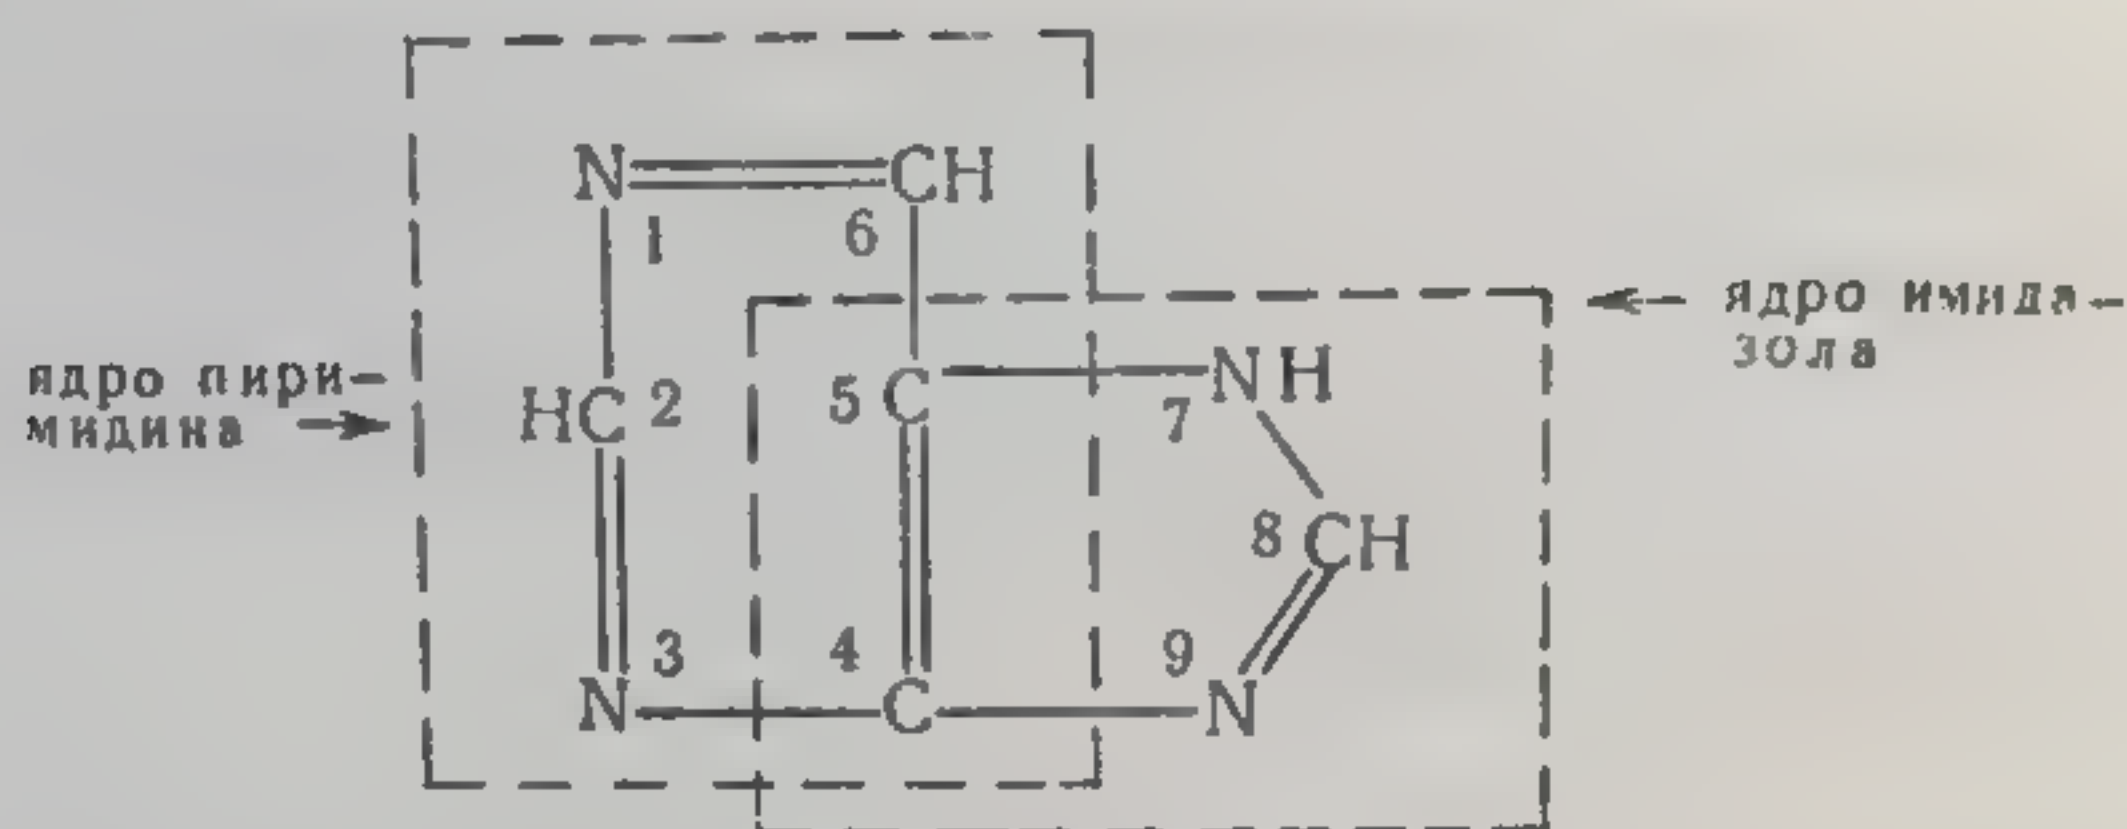 N CH
1 6
ядро имида-
зола
ядро пири-
мидина
HC 2 5 C 7 NH
8 CH
3 4 9
N C N